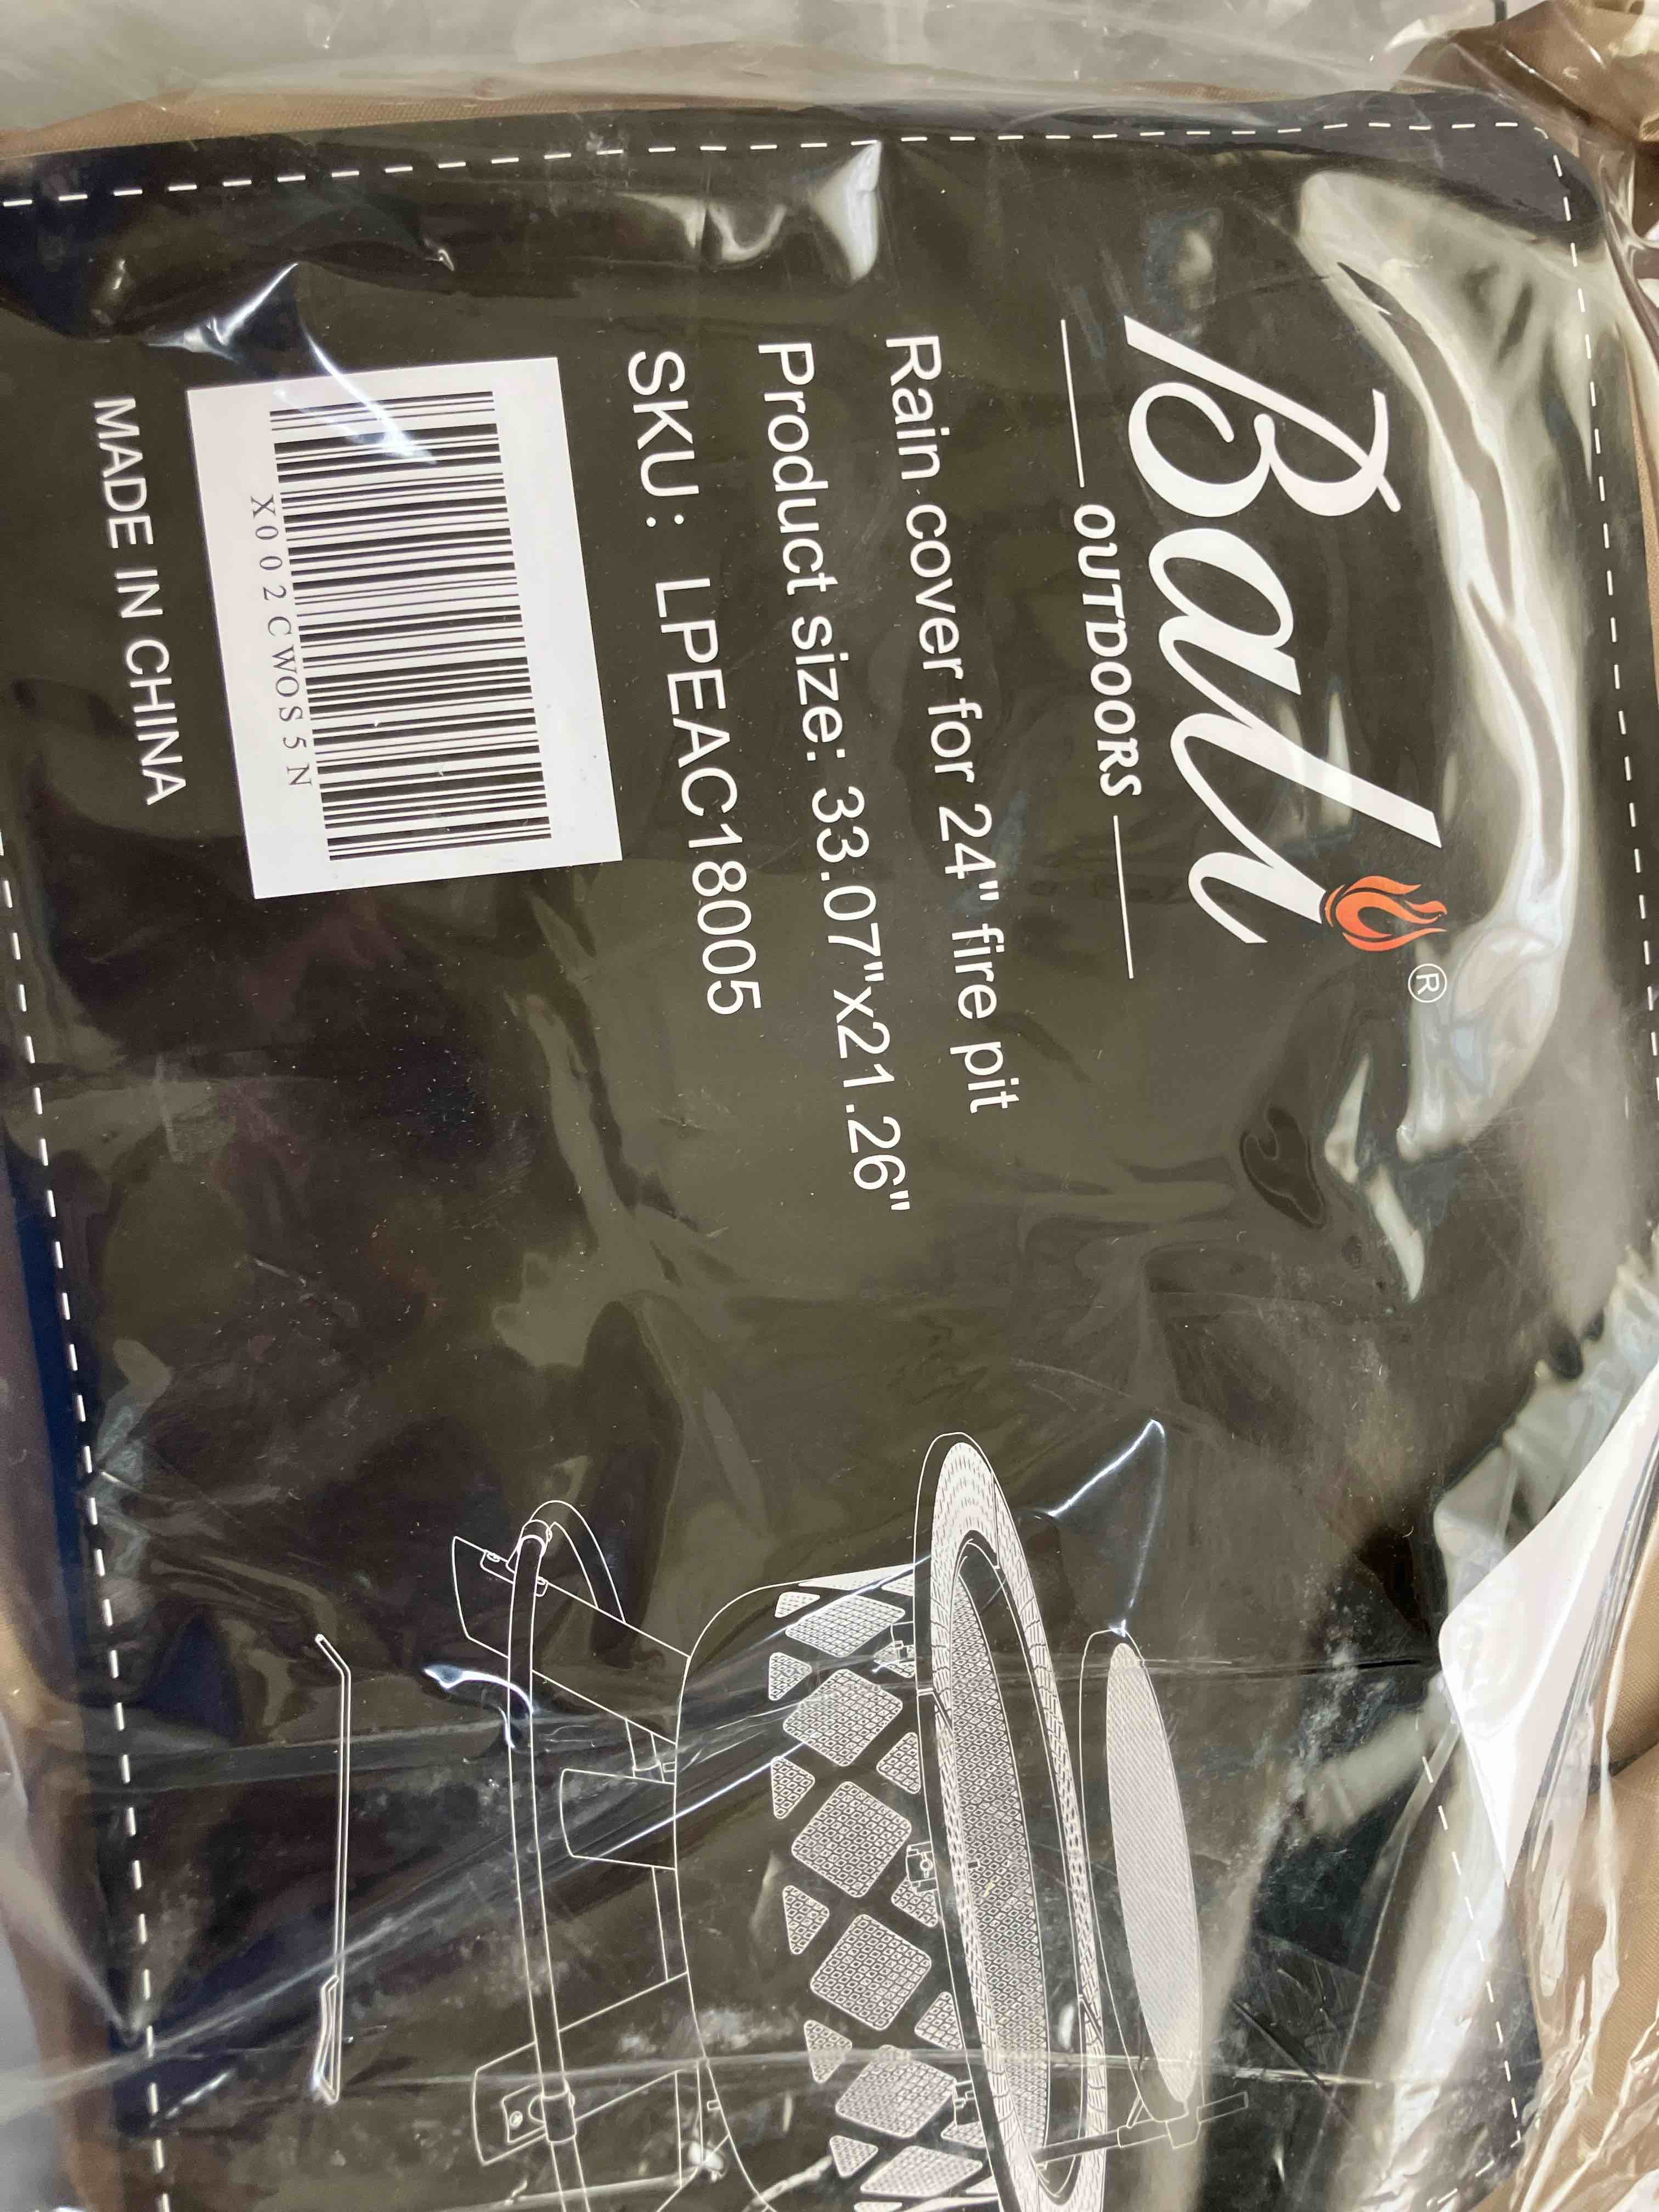 Bali®
OUTDOORS
Rain cover for 24" fire pit
Product size: 33.07"x21.26"
SKU: LPEAC18005
X002CWOS5N
MADE IN CHINA